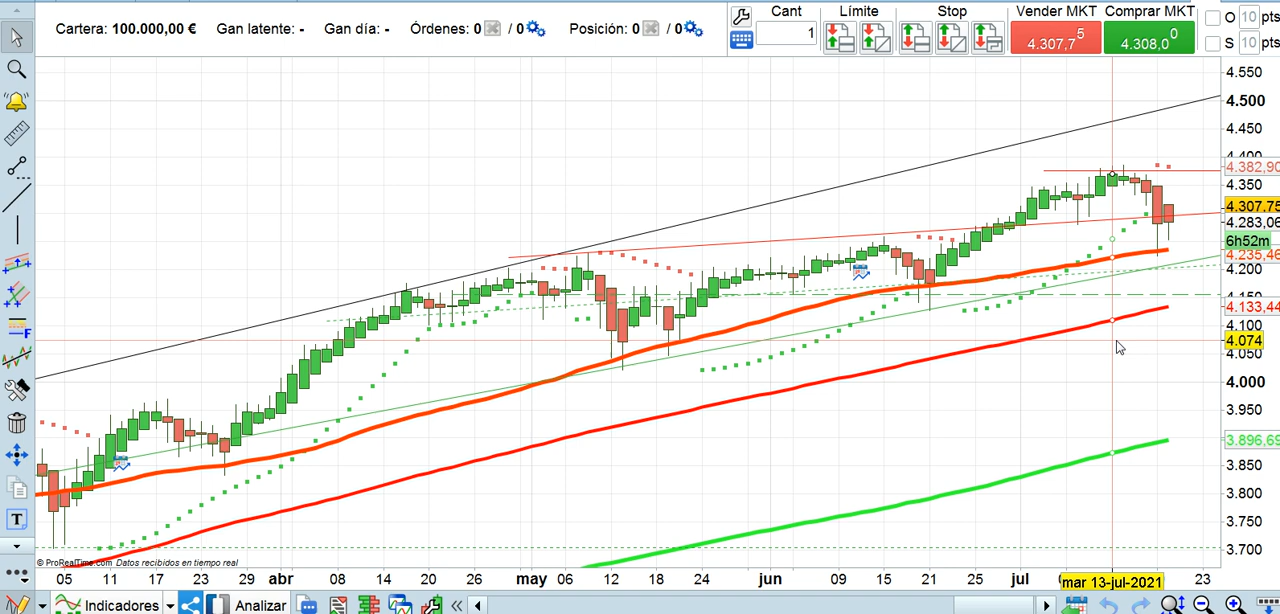 Cartera: 100.000,00 € Gan latente: - Gan día: - Órdenes: 0 / 0 Posición: 0 / 0
Cant Límite Stop Vender MKT Comprar MKT
1
4.307,7 5
4.308,0 0
O 10 pts
S 10 pts
4.550
4.500
4.450
4.400
4.382,90
4.350
4.307,75
4.283,06
6h52m
4.235,46
4.200
4.150
4.133,44
4.100
4.074
4.050
4.000
3.950
3.896,69
3.850
3.800
3.750
3.700
F
T
© ProRealTime.com Datos recibidos en tiempo real
05 11 17 23 29 abr 08 14 20 26 may 06 12 18 24 jun 09 15 21 25 jul mar 13-jul-2021 23
Indicadores Analizar